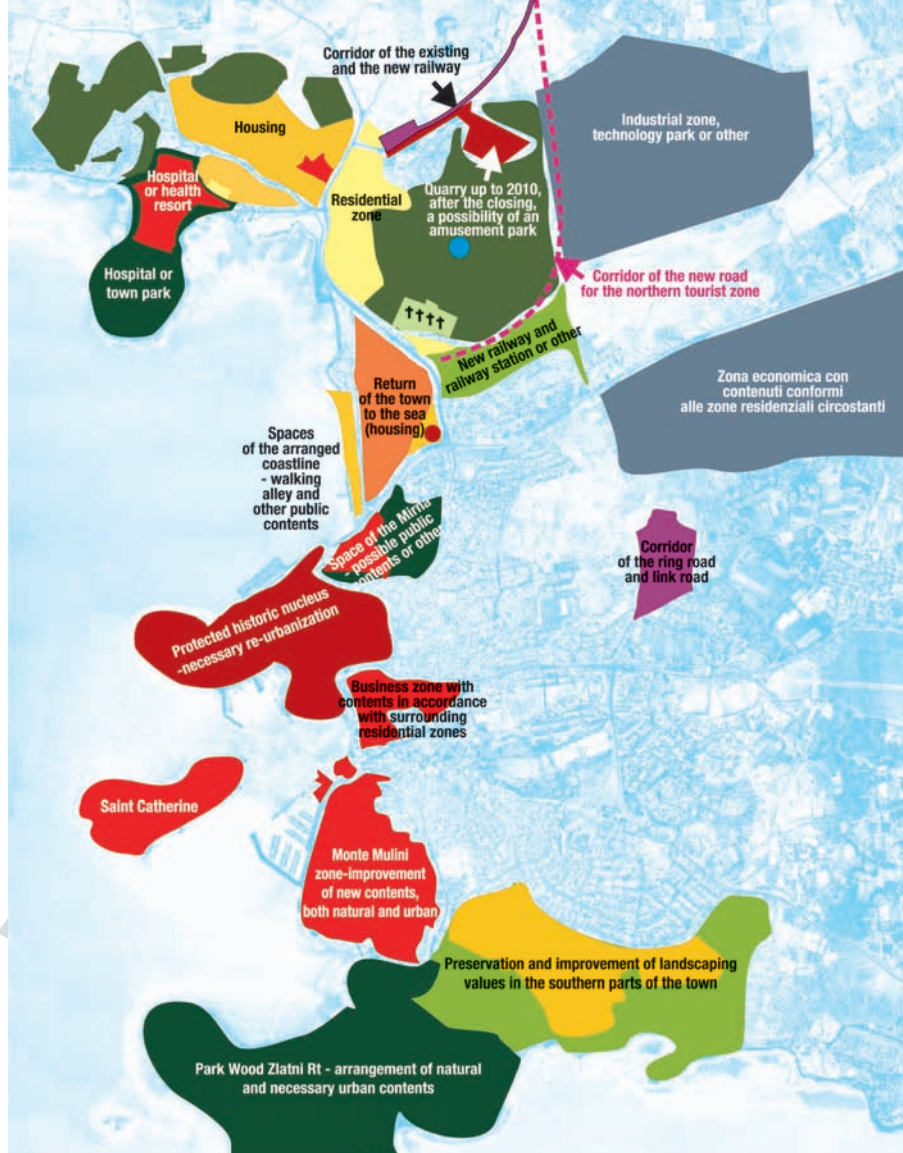 Corridor of the existing
and the new railway
Housing
Industrial zone,
technology park or other
Hospital
or health
resort
Residential
zone
Quarry up to 2010,
after the closing,
a possibility of an
amusement park
Hospital or
town park
Corridor of the new road
for the northern tourist zone
New railway and
railway station or other
Return
of the town
to the sea
(housing)
Zona economica con
contenuti conformi
alle zone residenziali circostanti
Spaces
of the arranged
coastline
- walking
alley and
other public
contents
Space of the Mirna
- possible public
contents or other
Corridor
of the ring road
and link road
Protected historic nucleus
-necessary re-urbanization
Business zone with
contents in accordance
with surrounding
residential zones
Saint Catherine
Monte Mulini
zone-improvement
of new contents,
both natural and urban
Preservation and improvement of landscaping
values in the southern parts of the town
Park Wood Zlatni Rt - arrangement of natural
and necessary urban contents